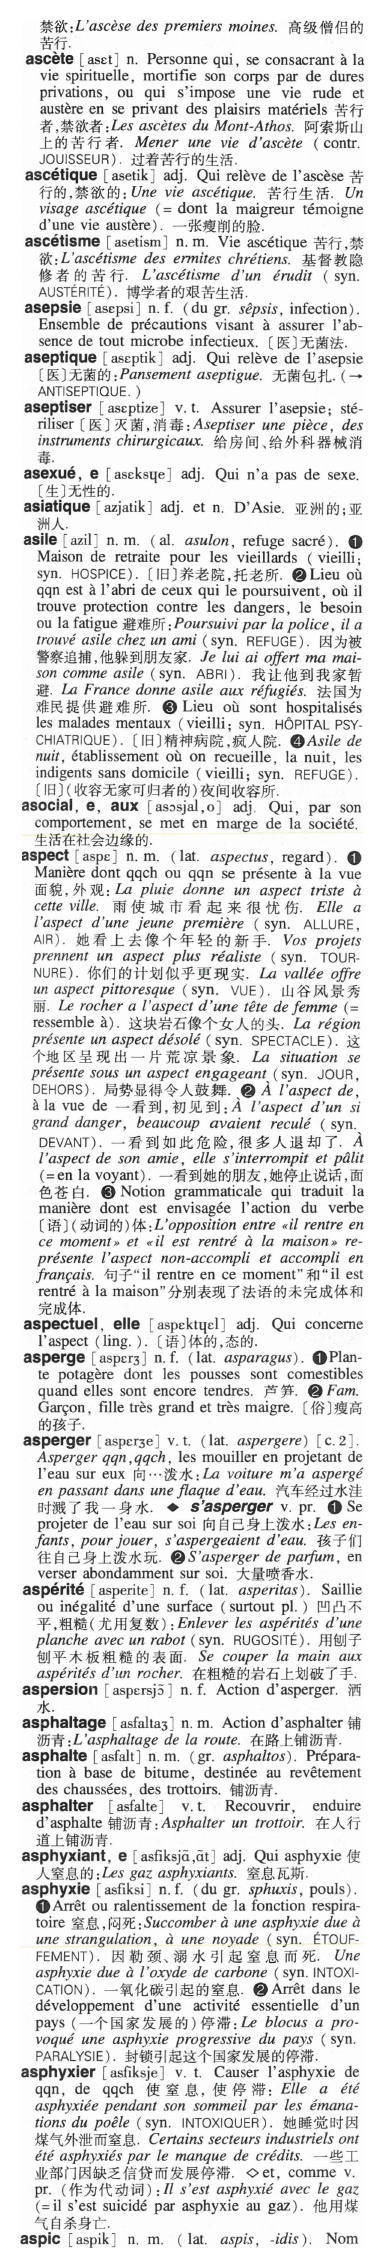 禁欲:L'ascèse des premiers moines. 高级僧侣的
苦行.
ascète [asɛt] n. Personne qui, se consacrant à la
vie spirituelle, mortifie son corps par de dures
privations, ou qui s'impose une vie rude et
austère en se privant des plaisirs matériels 苦行
者,禁欲者:Les ascètes du Mont-Athos. 阿索斯山
上的苦行者. Mener une vie d'ascète (contr.
JOUISSEUR). 过着苦行的生活.
ascétique [asetik] adj. Qui relève de l'ascèse 苦
行的,禁欲的:Une vie ascétique. 苦行生活. Un
visage ascétique (= dont la maigreur témoigne
d'une vie austère). 一张瘦削的脸.
ascétisme [asetism] n. m. Vie ascétique 苦行,禁
欲:L'ascétisme des ermites chrétiens. 基督教隐
修者的苦行. L'ascétisme d'un érudit (syn.
AUSTÉRITÉ). 博学者的艰苦生活.
asepsie [asɛpsi] n. f. (du gr. sêpsis, infection).
Ensemble de précautions visant à assurer l'ab-
sence de tout microbe infectieux. 〔医〕无菌法.
aseptique [asɛptik] adj. Qui relève de l'asepsie
〔医〕无菌的:Pansement aseptique. 无菌包扎. (→
ANTISEPTIQUE. )
aseptiser [asɛptize] v. t. Assurer l'asepsie; sté-
riliser〔医〕灭菌,消毒:Aseptiser une pièce, des
instruments chirurgicaux. 给房间、给外科器械消
毒.
asexué, e [asɛksɥe] adj. Qui n'a pas de sexe.
〔生〕无性的.
asiatique [azjatik] adj. et n. D'Asie. 亚洲的;亚
洲人.
asile [azil] n. m. (al. asulon, refuge sacré). ❶
Maison de retraite pour les vieillards (vieilli;
syn. HOSPICE). 〔旧〕养老院,托老所. ❷ Lieu où
qqn est à l'abri de ceux qui le poursuivent, où il
trouve protection contre les dangers, le besoin
ou la fatigue 避难所:Poursuivi par la police, il a
trouvé asile chez un ami (syn. REFUGE). 因为被
警察追捕,他躲到朋友家. Je lui ai offert ma mai-
son comme asile (syn. ABRI). 我让他到我家暂
避. La France donne asile aux réfugiés. 法国为
难民提供避难所. ❸ Lieu où sont hospitalisés
les malades mentaux (vieilli; syn. HÔPITAL PSY-
CHIATRIQUE). 〔旧〕精神病院,疯人院. ❹ Asile de
nuit, établissement où on recueille, la nuit, les
indigents sans domicile (vieilli; syn. REFUGE).
〔旧〕(收容无家可归者的)夜间收容所.
asocial, e, aux [asɔsjal,o] adj. Qui, par son
comportement, se met en marge de la société.
生活在社会边缘的.
aspect [aspɛ] n. m. (lat. aspectus, regard). ❶
Manière dont qqch ou qqn se présente à la vue
面貌,外观: La pluie donne un aspect triste à
cette ville. 雨使城市看起来很忧伤. Elle a
l'aspect d'une jeune première (syn. ALLURE,
AIR). 她看上去像个年轻的新手. Vos projets
prennent un aspect plus réaliste (syn. TOUR-
NURE). 你们的计划似乎更现实. La vallée offre
un aspect pittoresque (syn. VUE). 山谷风景秀
丽. Le rocher a l'aspect d'une tête de femme (=
ressemble à). 这块岩石像个女人的头. La région
présente un aspect désolé (syn. SPECTACLE). 这
个地区呈现出一片荒凉景象. La situation se
présente sous un aspect engageant (syn. JOUR,
DEHORS). 局势显得令人鼓舞. ❷ À l'aspect de,
à la vue de 一看到,初见到:À l'aspect d'un si
grand danger, beaucoup avaient reculé (syn.
DEVANT). 一看到如此危险,很多人退却了. À
l'aspect de son amie, elle s'interrompit et pâlit
(=en la voyant). 一看到她的朋友,她停止说话,面
色苍白. ❸ Notion grammaticale qui traduit la
manière dont est envisagée l'action du verbe
〔语〕(动词的)体:L'opposition entre «il rentre en
ce moment» et «il est rentré à la maison» re-
présente l'aspect non-accompli et accompli en
français. 句子“il rentre en ce moment”和“il est
rentré à la maison”分别表现了法语的未完成体和
完成体.
aspectuel, elle [aspɛktɥɛl] adj. Qui concerne
l'aspect (ling. ). 〔语〕体的,态的.
asperge [aspɛrʒ] n. f. (lat. asparagus). ❶ Plan-
te potagère dont les pousses sont comestibles
quand elles sont encore tendres. 芦笋. ❷ Fam.
Garçon, fille très grand et très maigre. 〔俗〕瘦高
的孩子.
asperger [aspɛrʒe] v. t. (lat. aspergere) [c. 2].
Asperger qqn,qqch, les mouiller en projetant de
l'eau sur eux 向…泼水:La voiture m'a aspergé
en passant dans une flaque d'eau. 汽车经过水洼
时溅了我一身水. ◆ s'asperger v. pr. ❶ Se
projeter de l'eau sur soi 向自己身上泼水:Les en-
fants, pour jouer, s'aspergeaient d'eau. 孩子们
往自己身上泼水玩. ❷ S'asperger de parfum, en
verser abondamment sur soi. 大量喷香水.
aspérité [asperite] n. f. (lat. asperitas). Saillie
ou inégalité d'une surface (surtout pl. ) 凹凸不
平,粗糙(尤用复数):Enlever les aspérités d'une
planche avec un rabot (syn. RUGOSITÉ). 用刨子
刨平木板粗糙的表面. Se couper la main aux
aspérités d'un rocher. 在粗糙的岩石上划破了手.
aspersion [aspɛrsjɔ̃] n. f. Action d'asperger. 洒
水.
asphaltage [asfaltaʒ] n. m. Action d'asphalter 铺
沥青:L'asphaltage de la route. 在路上铺沥青.
asphalte [asfalt] n. m. (gr. asphaltos). Prépara-
tion à base de bitume, destinée au revêtement
des chaussées, des trottoirs. 铺沥青.
asphalter [asfalte] v. t. Recouvrir, enduire
d'asphalte 铺沥青:Asphalter un trottoir. 在人行
道上铺沥青.
asphyxiant, e [asfiksjɑ̃,ɑ̃t] adj. Qui asphyxie 使
人窒息的:Les gaz asphyxiants. 窒息瓦斯.
asphyxie [asfiksi] n. f. (du gr. sphuxis, pouls).
❶ Arrêt ou ralentissement de la fonction respira-
toire 窒息,闷死:Succomber à une asphyxie due à
une strangulation, à une noyade (syn. ÉTOUF-
FEMENT). 因勒颈、溺水引起窒息而死. Une
asphyxie due à l'oxyde de carbone (syn. INTOXI-
CATION). 一氧化碳引起的窒息. ❷ Arrêt dans le
développement d'une activité essentielle d'un
pays (一个国家发展的)停滞:Le blocus a pro-
voqué une asphyxie progressive du pays (syn.
PARALYSIE). 封锁引起这个国家发展的停滞.
asphyxier [asfiksje] v. t. Causer l'asphyxie de
qqn, de qqch 使窒息,使停滞: Elle a été
asphyxiée pendant son sommeil par les émana-
tions du poêle (syn. INTOXIQUER). 她睡觉时因
煤气外泄而窒息. Certains secteurs industriels ont
été asphyxiés par le manque de crédits. 一些工
业部门因缺乏信贷而发展停滞. ◇ et, comme v.
pr. (作为代动词):Il s'est asphyxié avec le gaz
(=il s'est suicidé par asphyxie au gaz). 他用煤
气自杀身亡.
aspic [aspik] n. m. (lat. aspis, -idis). Nom